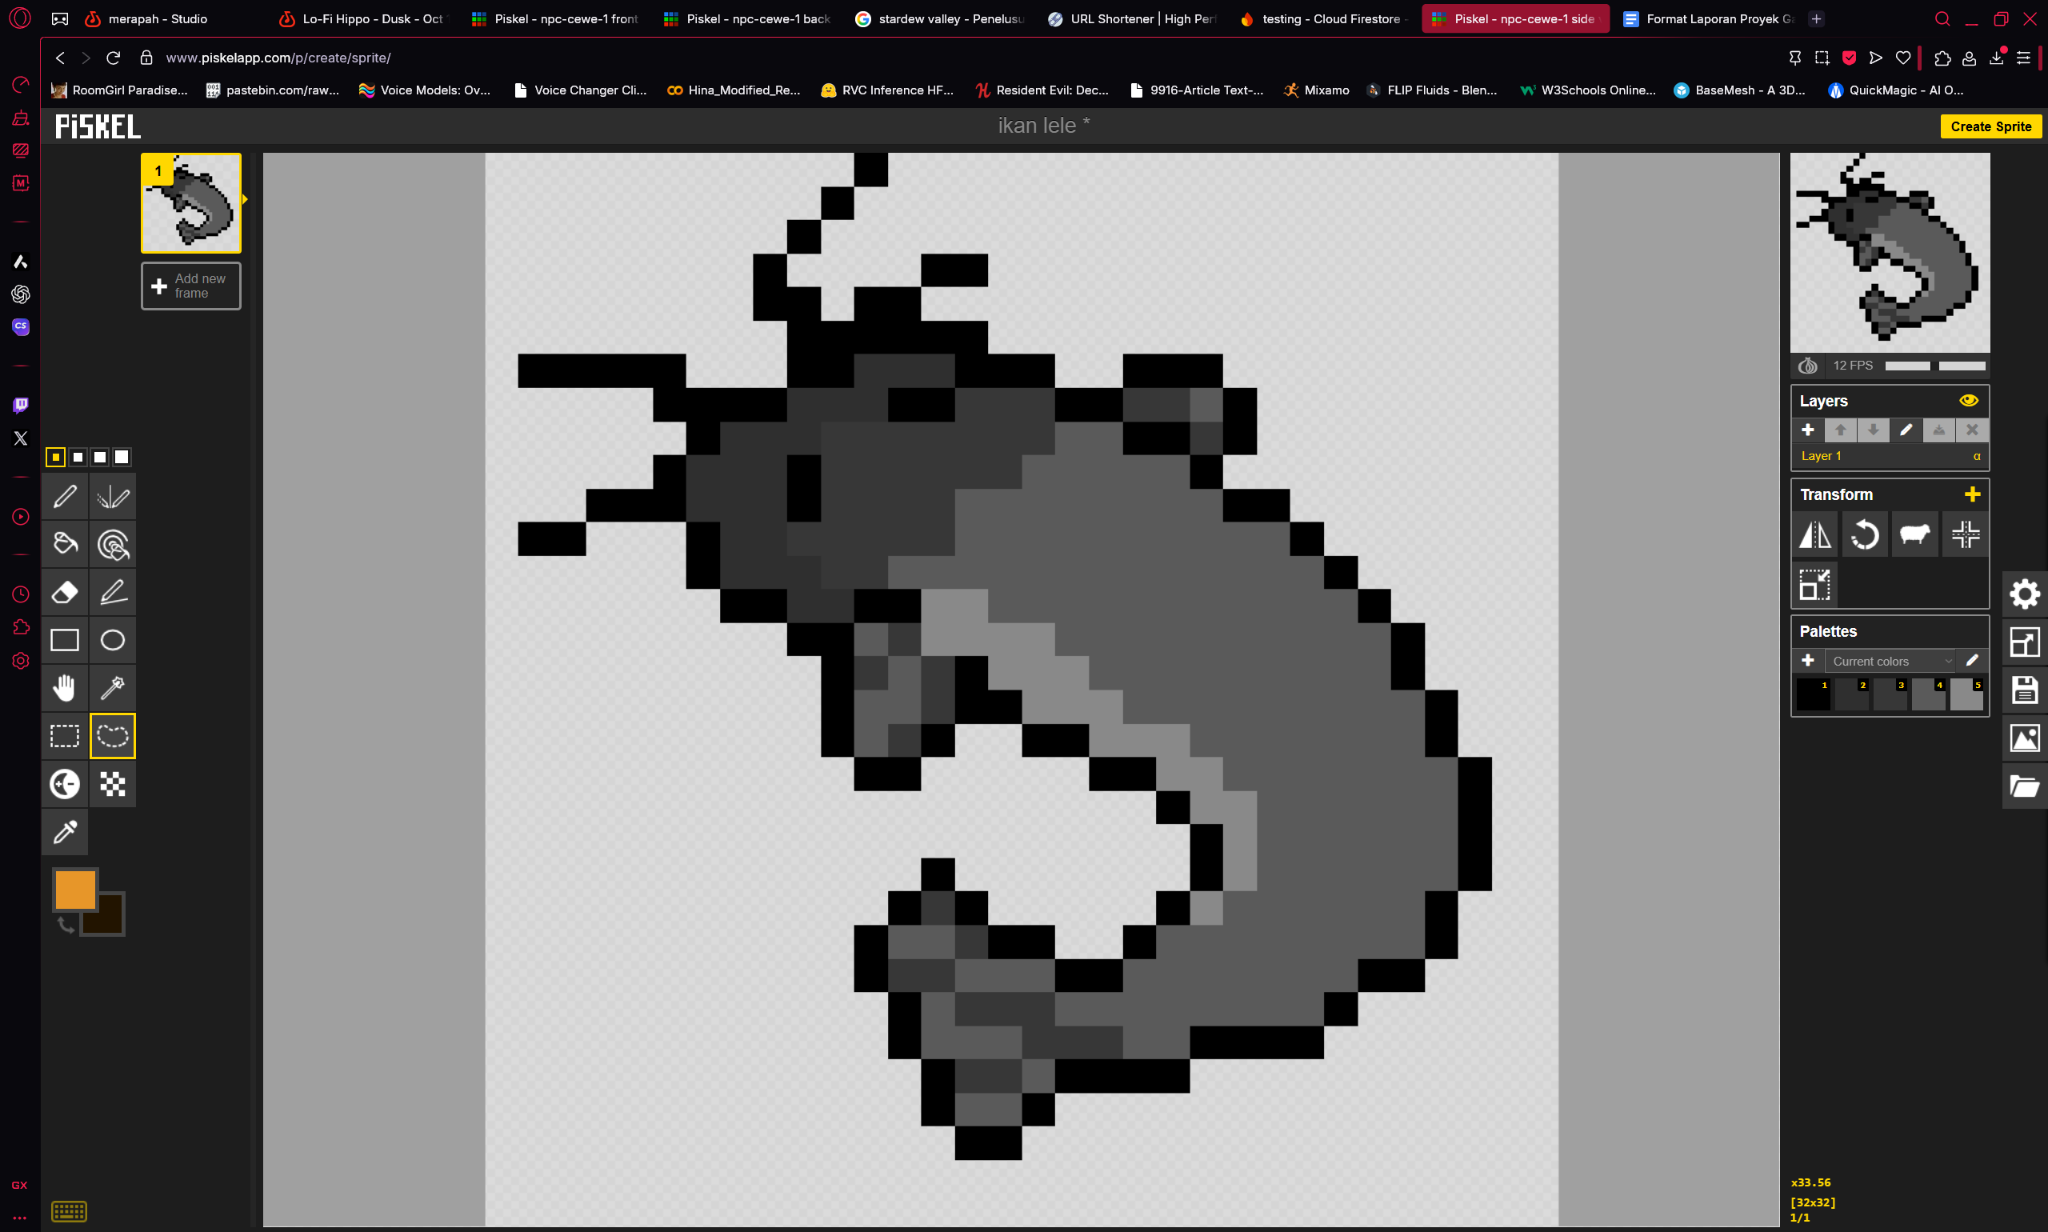 merapah - Studio
Lo-Fi Hippo - Dusk - Oct
Piskel - npc-cewe-1 front
Piskel - npc-cewe-1 back
stardew valley - Penelusu
URL Shortener | High Per
testing - Cloud Firestore -
Piskel - npc-cewe-1 side
Format Laporan Proyek Ga
www.piskelapp.com/p/create/sprite/
RoomGirl Paradise...
pastebin.com/raw...
Voice Models: Ov...
Voice Changer Cli...
Hina_Modified_Re...
RVC Inference HF...
Resident Evil: Dec...
9916-Article Text-...
Mixamo
FLIP Fluids - Blen...
W3Schools Online...
BaseMesh - A 3D...
QuickMagic - AI O...
PiSKEL
ikan lele *
Create Sprite
1
Add new
frame
12 FPS
Layers
Layer 1
α
Transform
Palettes
Current colors
1
2
3
4
5
M
CS
GX
x33.56
[32x32]
1/1